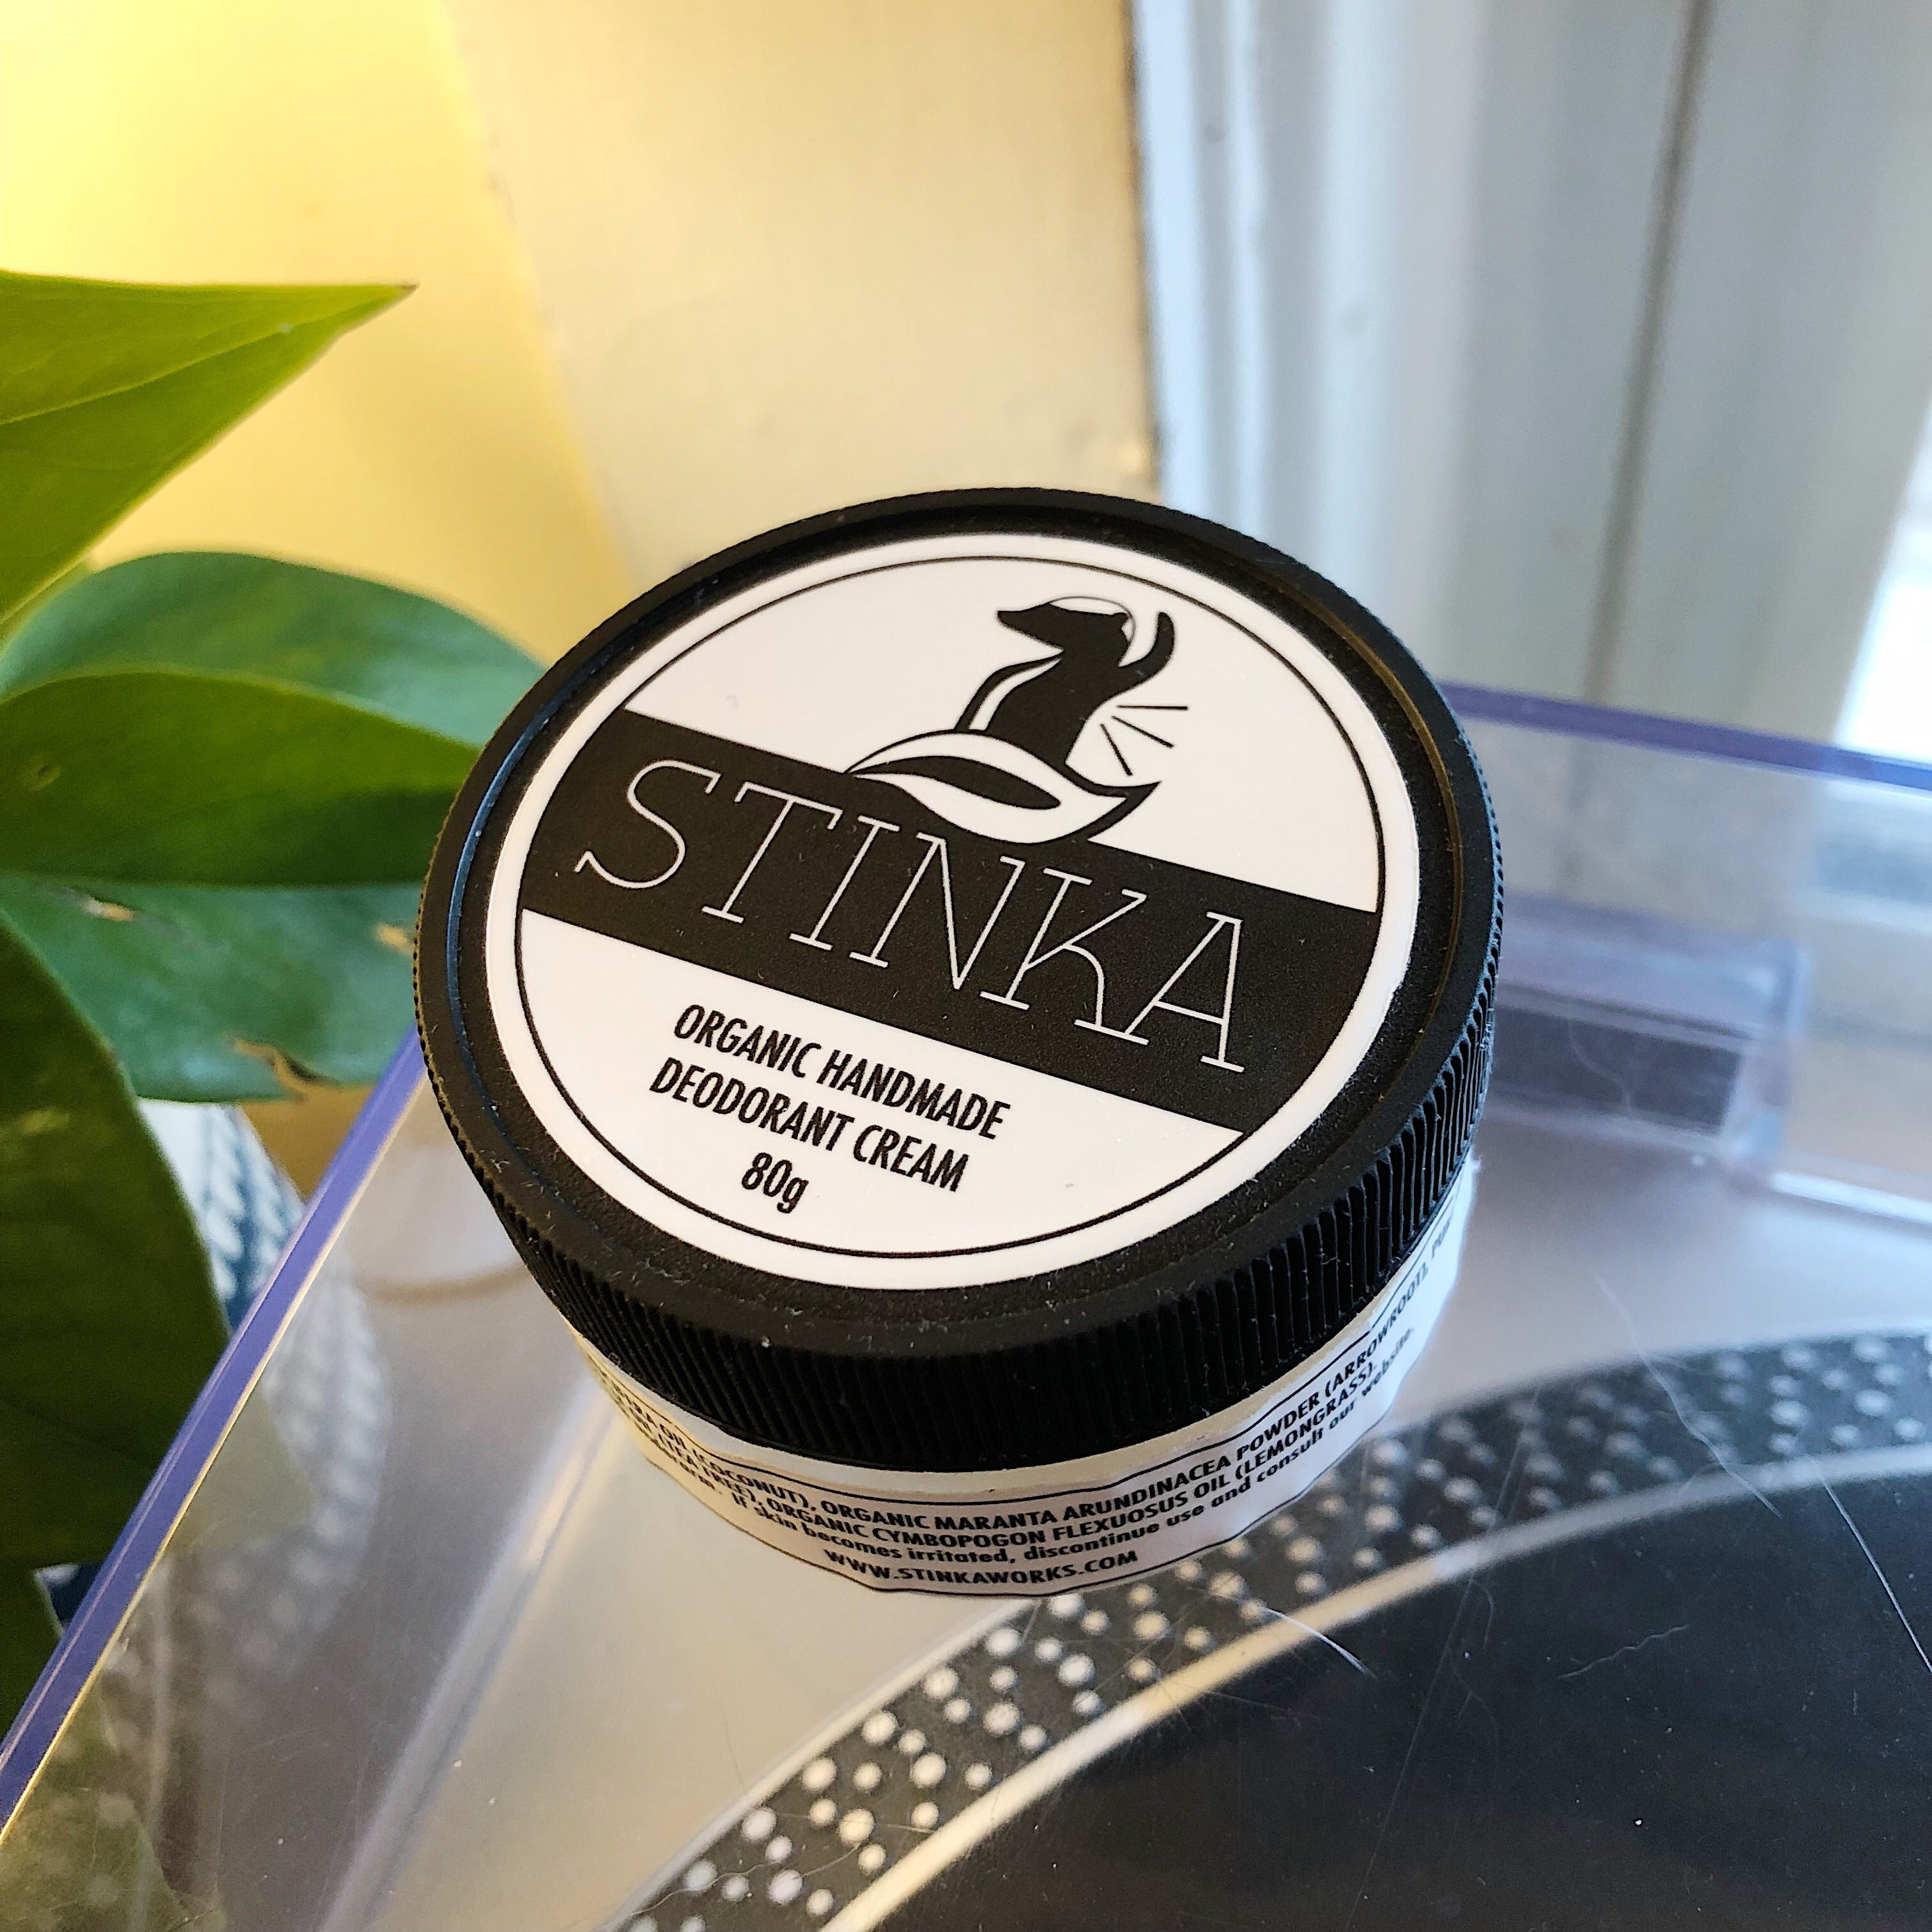 STINKA
ORGANIC HANDMADE
DEODORANT CREAM
80g
OIL (COCONUT), ORGANIC MARANTA ARUNDINACEA POWDER (ARROWROOT),
ORGANIC CYMBOPOGON FLEXUOSUS OIL (LEMONGRASS).
If skin becomes irritated, discontinue use and consult our website.
WWW.STINKAWORKS.COM